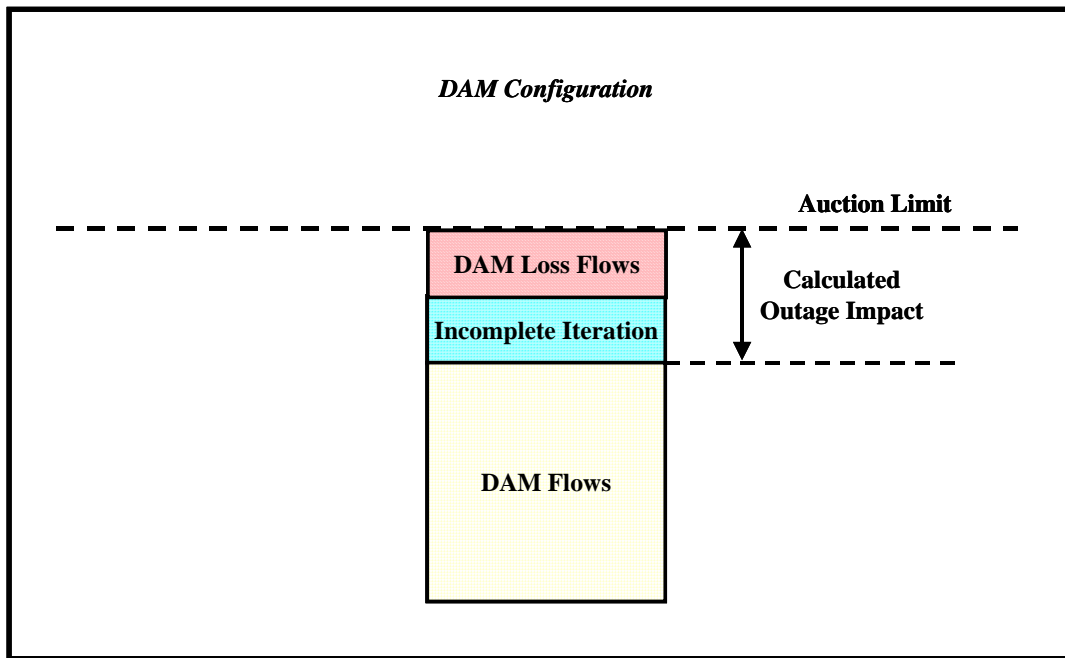 DAM Configuration
Auction Limit
DAM Loss Flows
Calculated
Outage Impact
Incomplete Iteration
DAM Flows